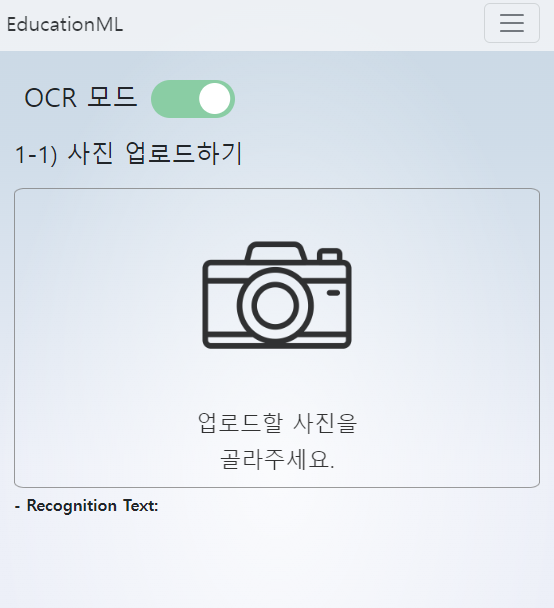 EducationML
OCR 모드
1-1) 사진 업로드하기
업로드할 사진을
골라주세요.
- Recognition Text: